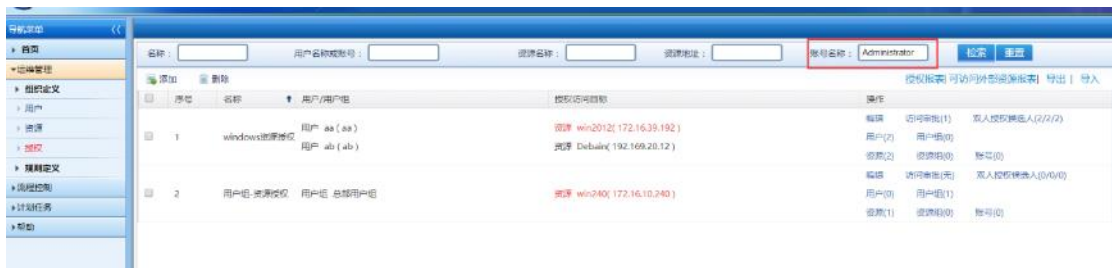 导航菜单 <<
首页
运维管理
组织定义
用户
资源
授权
规则定义
流程控制
计划任务
帮助
名称： 用户名称或账号： 资源名称： 资源地址： 账号名称： Administrator 检索 重置
添加 删除 授权报表| 可访问外部资源报表| 导出 | 导入
序号 名称 用户/用户组 授权访问目标 操作
1 windows资源授权 用户 aa ( aa ) 资源 win2012( 172.16.39.192 ) 编辑 访问审批(1) 双人授权候选人(2/2/2)
用户 ab ( ab ) 资源 Debain( 192.169.20.12 ) 用户(2) 用户组(0)
资源(2) 资源组(0) 账号(0)
2 用户组-资源授权 用户组 总部用户组 资源 win240( 172.16.10.240 ) 编辑 访问审批(无) 双人授权候选人(0/0/0)
用户(0) 用户组(1)
资源(1) 资源组(0) 账号(0)